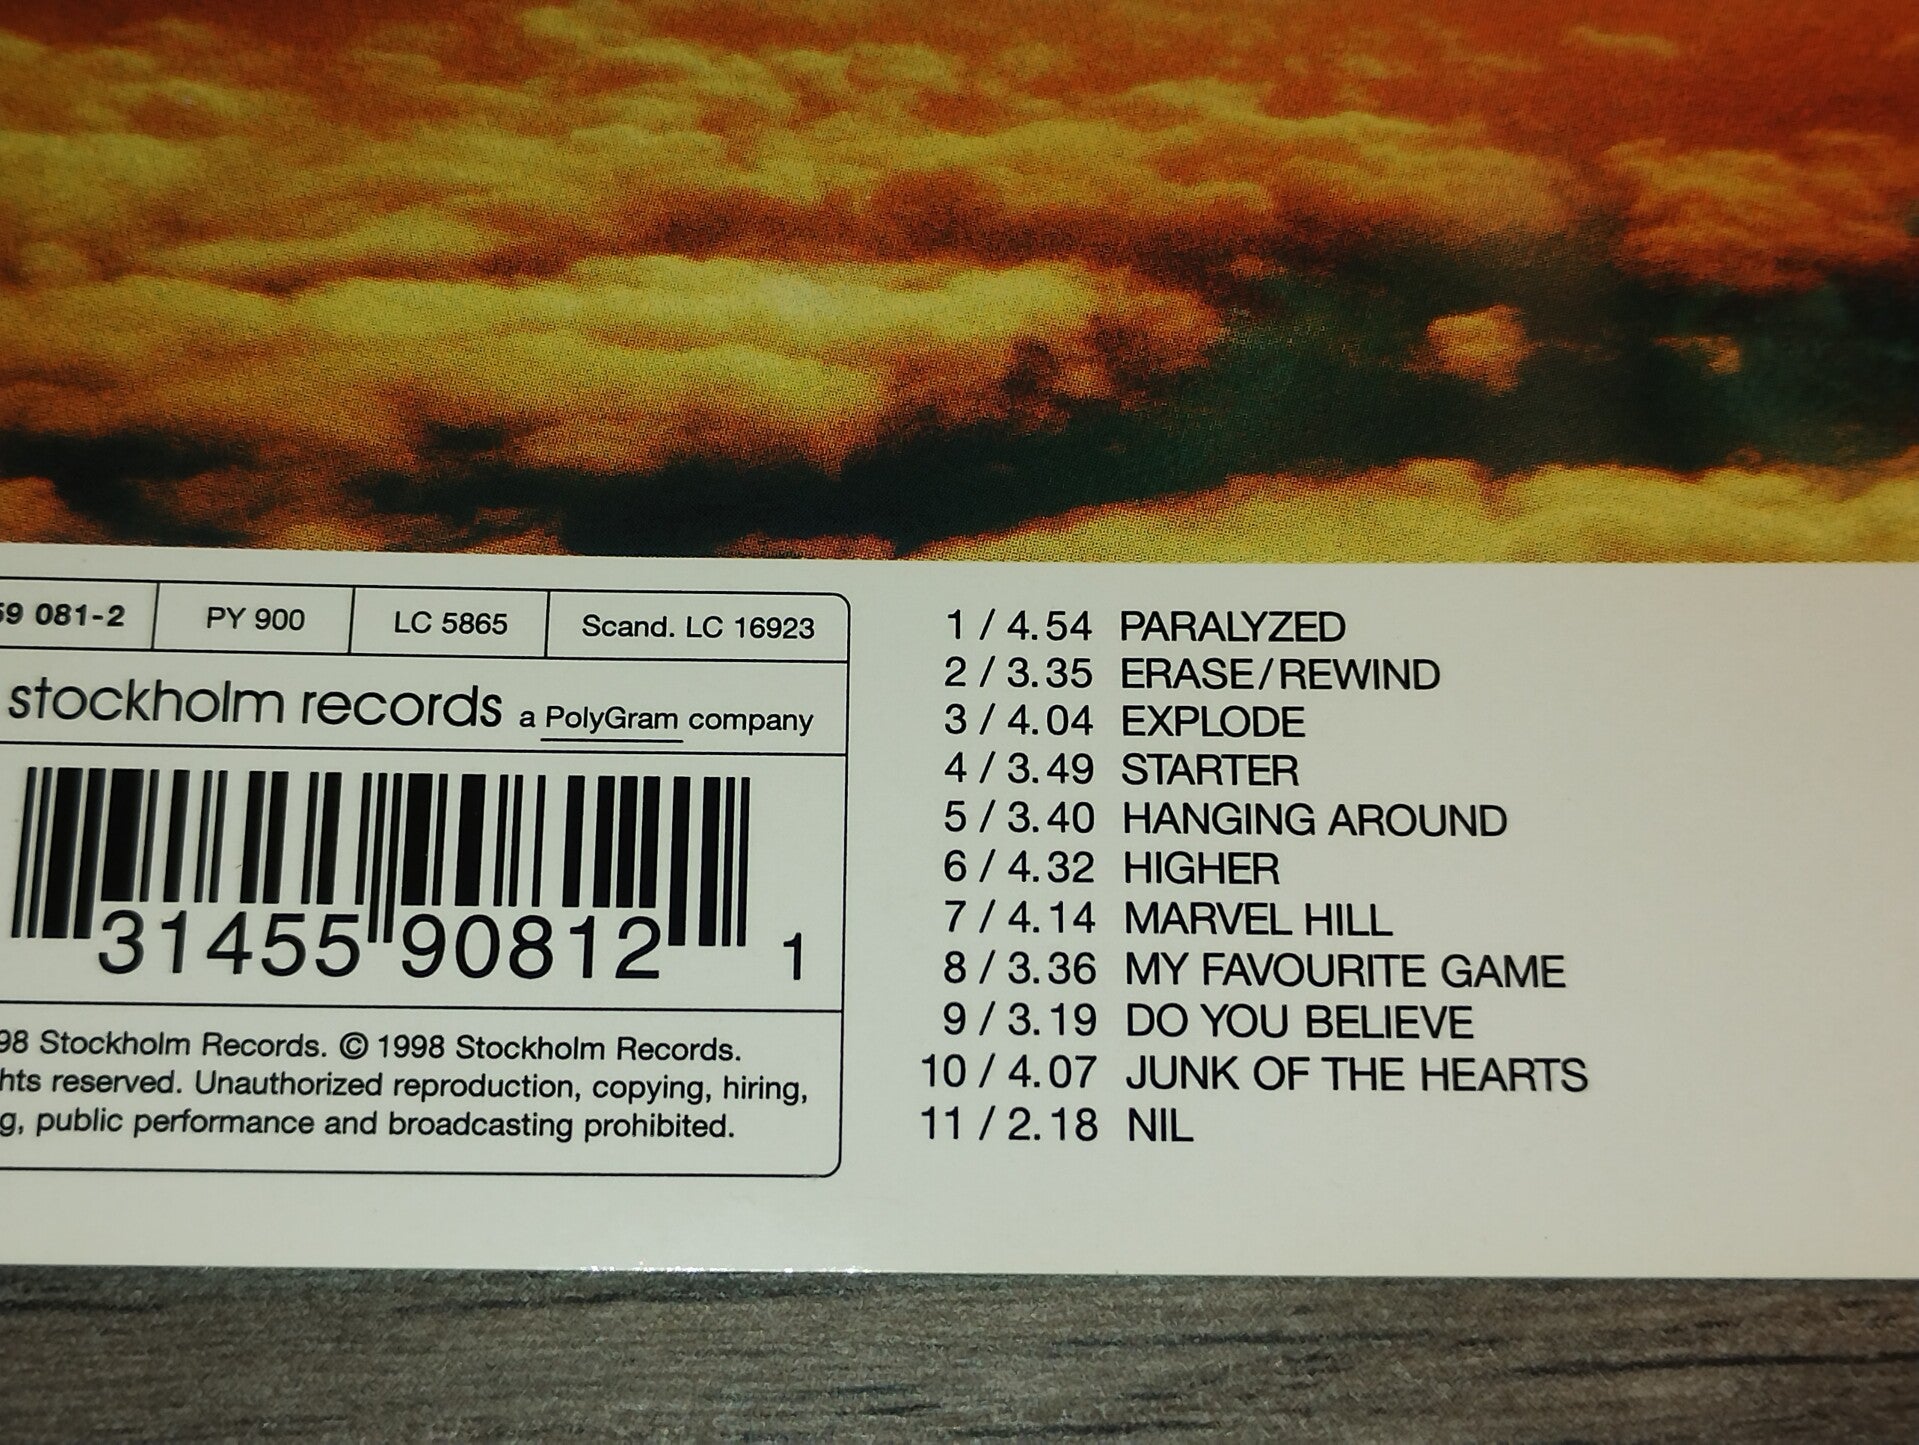 59 081-2 PY 900 LC 5865 Scand. LC 16923
stockholm records a PolyGram company
31455 90812 1
98 Stockholm Records. © 1998 Stockholm Records.
hts reserved. Unauthorized reproduction, copying, hiring,
g, public performance and broadcasting prohibited.
1 / 4.54 PARALYZED
2 / 3.35 ERASE/REWIND
3 / 4.04 EXPLODE
4 / 3.49 STARTER
5 / 3.40 HANGING AROUND
6 / 4.32 HIGHER
7 / 4.14 MARVEL HILL
8 / 3.36 MY FAVOURITE GAME
9 / 3.19 DO YOU BELIEVE
10 / 4.07 JUNK OF THE HEARTS
11 / 2.18 NIL